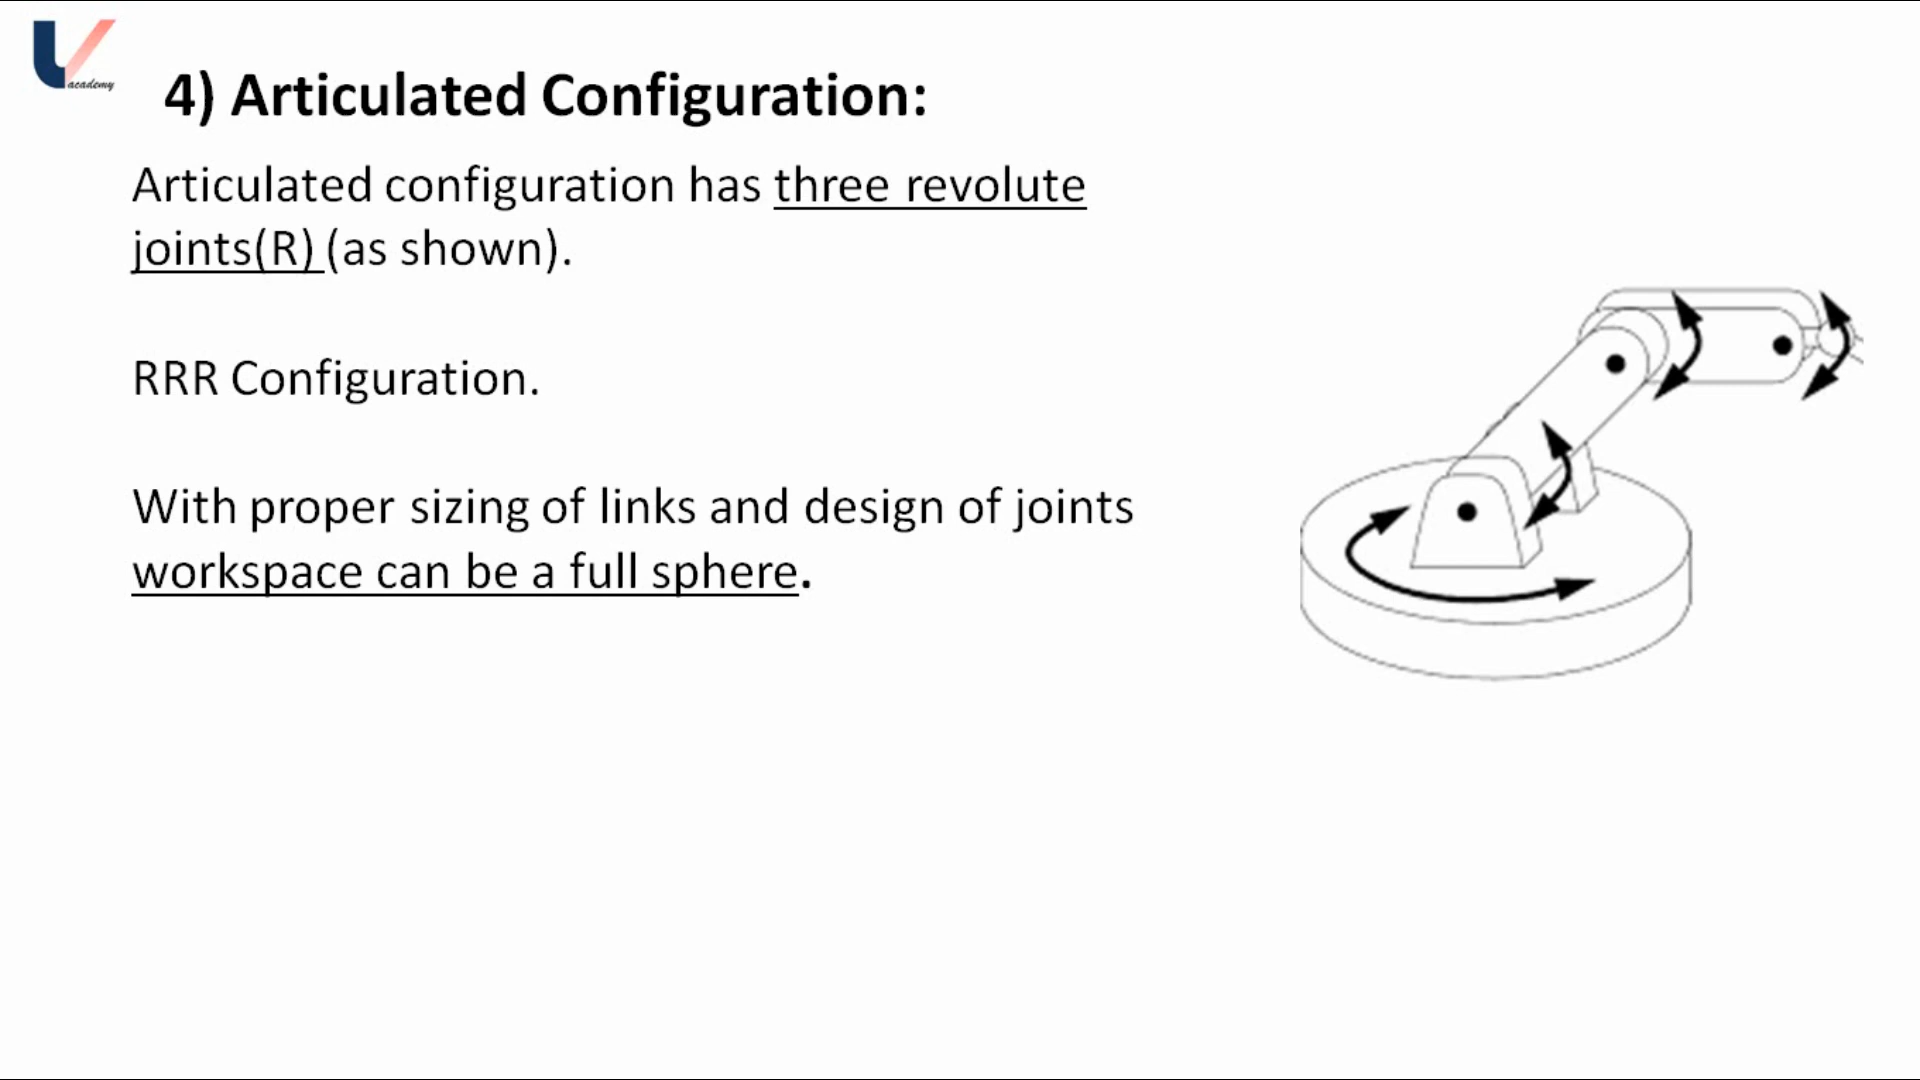 academy
4) Articulated Configuration:
Articulated configuration has three revolute
joints(R) (as shown).
RRR Configuration.
With proper sizing of links and design of joints
workspace can be a full sphere.